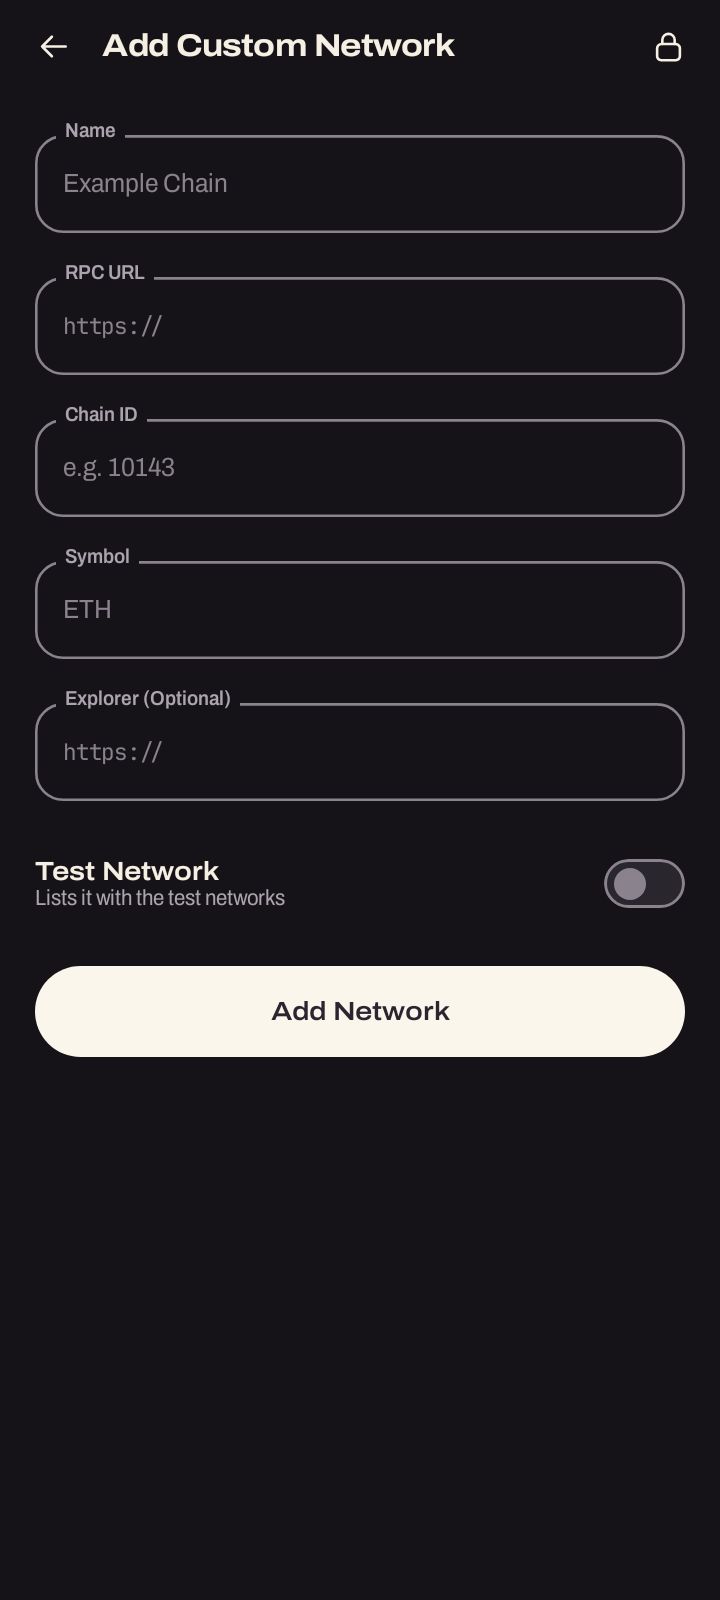 Add Custom Network
Name
Example Chain
RPC URL
https://
Chain ID
e.g. 10143
Symbol
ETH
Explorer (Optional)
https://
Test Network
Lists it with the test networks
Add Network